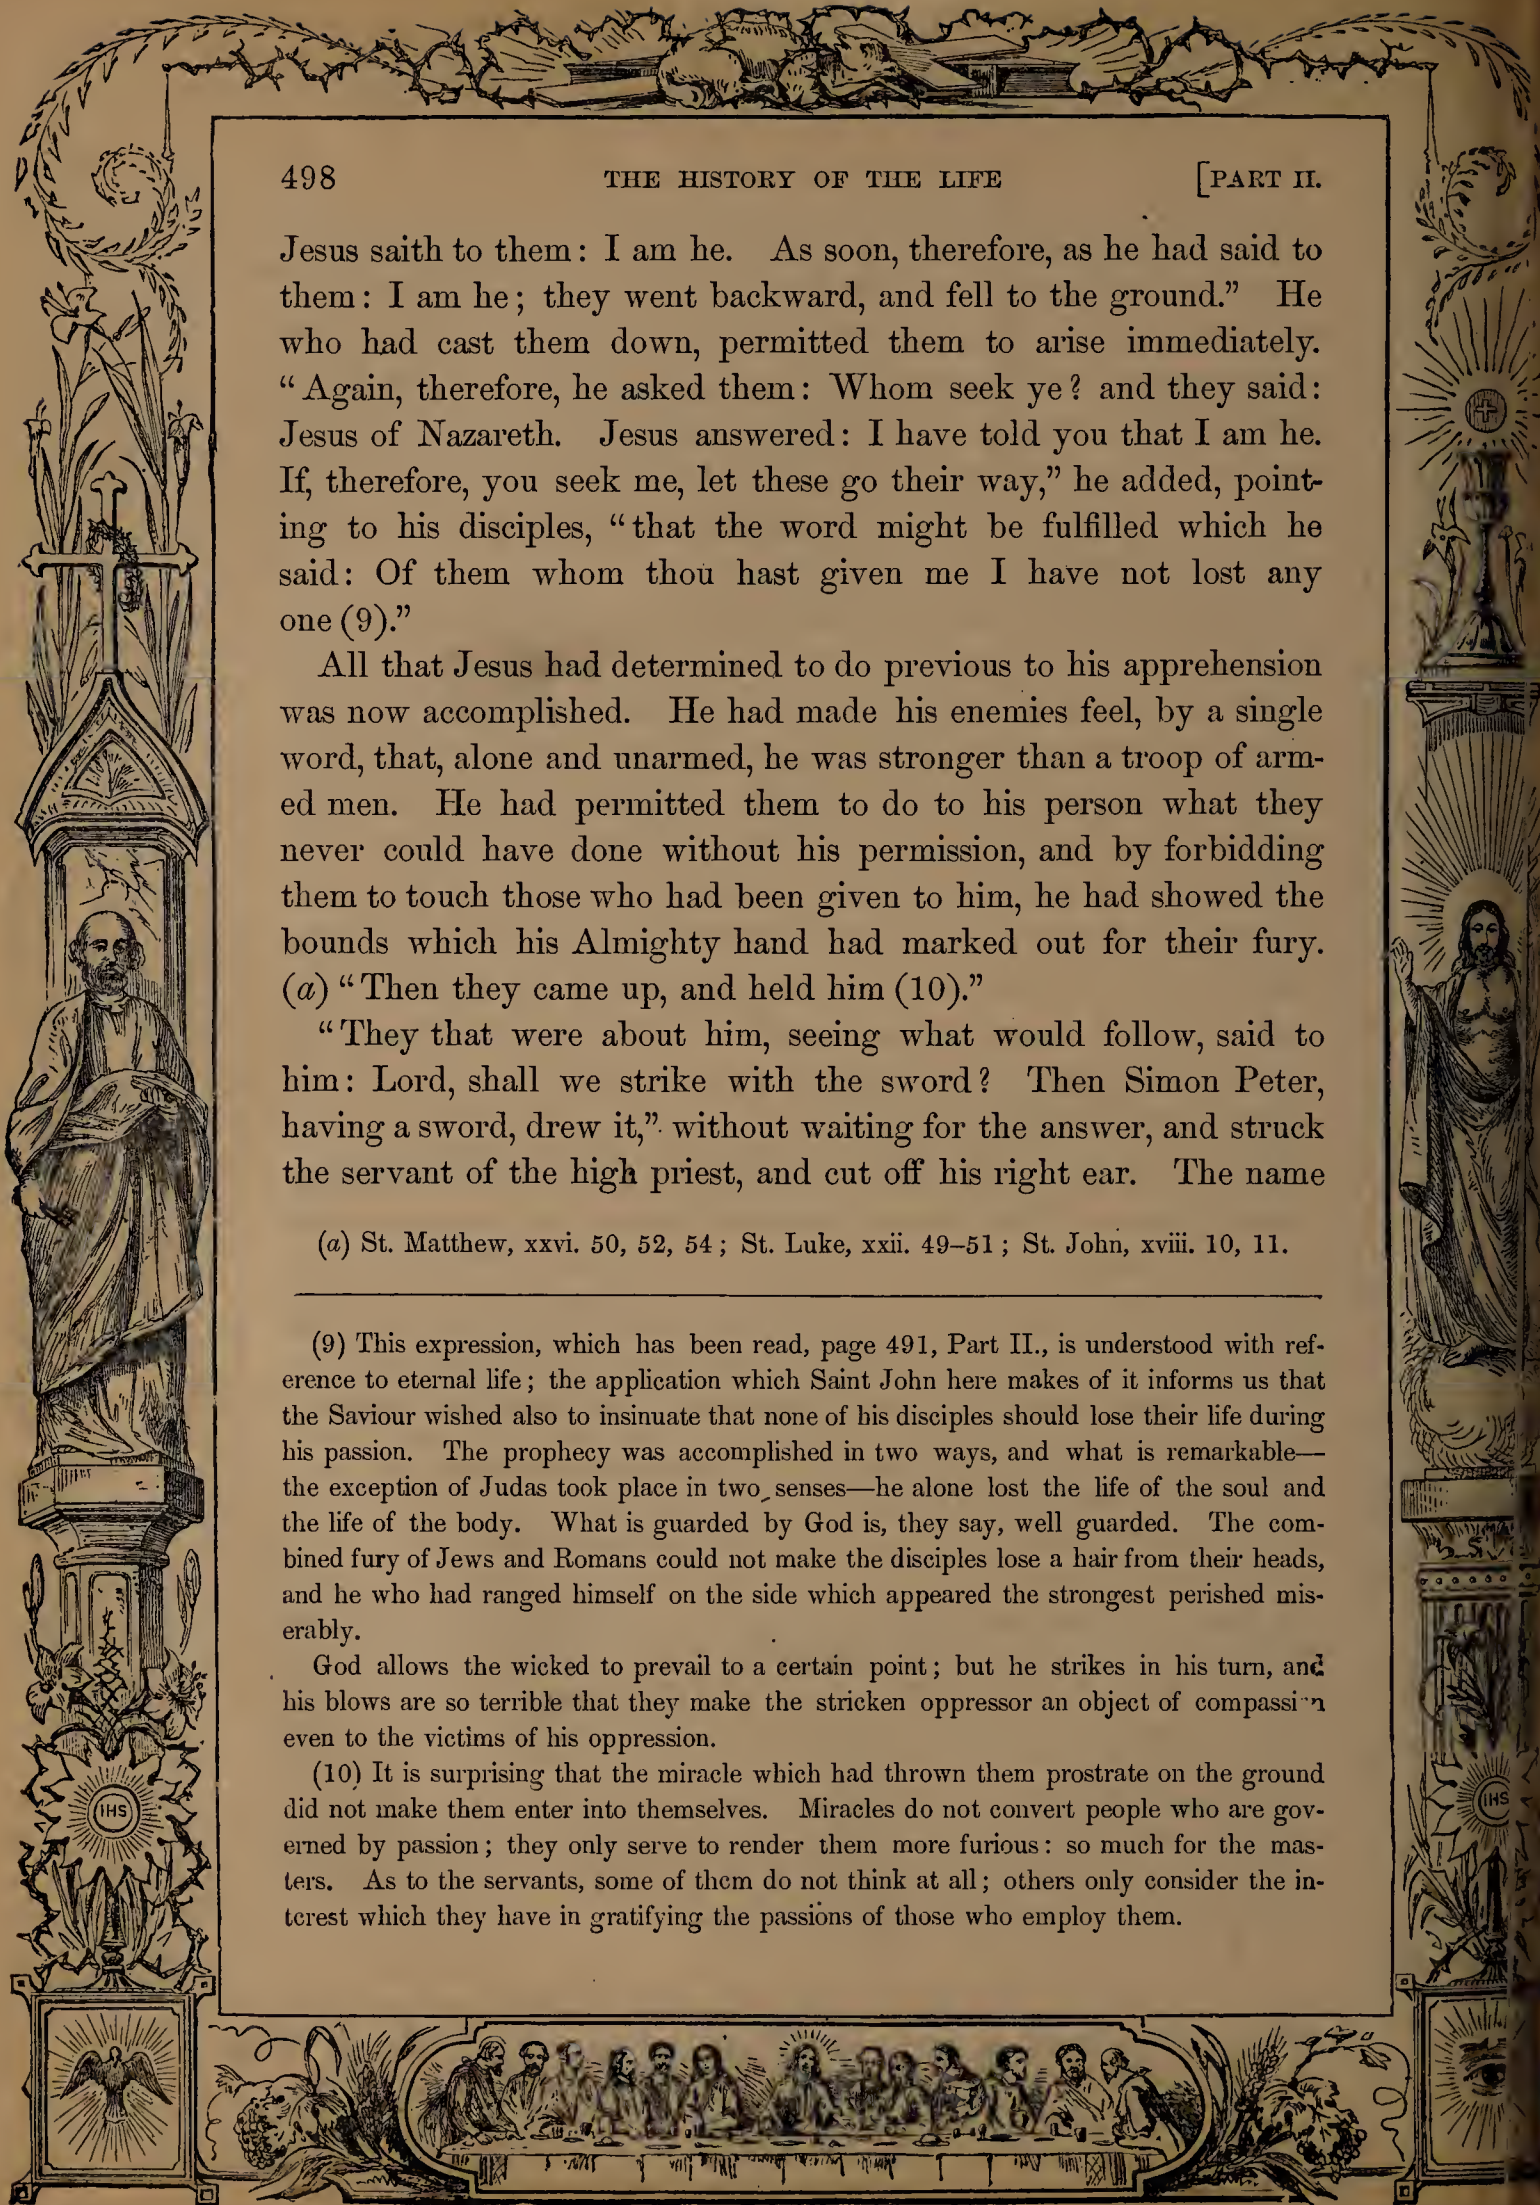 498 THE HISTORY OF THE LIFE [PART II.
Jesus saith to them: I am he. As soon, therefore, as he had said to
them: I am he; they went backward, and fell to the ground.” He
who had cast them down, permitted them to arise immediately.
“Again, therefore, he asked them: Whom seek ye? and they said:
Jesus of Nazareth. Jesus answered: I have told you that I am he.
If, therefore, you seek me, let these go their way,” he added, point-
ing to his disciples, “that the word might be fulfilled which he
said: Of them whom thou hast given me I have not lost any
one (9).”
All that Jesus had determined to do previous to his apprehension
was now accomplished. He had made his enemies feel, by a single
word, that, alone and unarmed, he was stronger than a troop of arm-
ed men. He had permitted them to do to his person what they
never could have done without his permission, and by forbidding
them to touch those who had been given to him, he had showed the
bounds which his Almighty hand had marked out for their fury.
(a) “Then they came up, and held him (10).”
“They that were about him, seeing what would follow, said to
him: Lord, shall we strike with the sword? Then Simon Peter,
having a sword, drew it,” without waiting for the answer, and struck
the servant of the high priest, and cut off his right ear. The name
(a) St. Matthew, xxvi. 50, 52, 54; St. Luke, xxii. 49–51; St. John, xviii. 10, 11.
(9) This expression, which has been read, page 491, Part II., is understood with ref-
erence to eternal life; the application which Saint John here makes of it informs us that
the Saviour wished also to insinuate that none of his disciples should lose their life during
his passion. The prophecy was accomplished in two ways, and what is remarkable—
the exception of Judas took place in two senses—he alone lost the life of the soul and
the life of the body. What is guarded by God is, they say, well guarded. The com-
bined fury of Jews and Romans could not make the disciples lose a hair from their heads,
and he who had ranged himself on the side which appeared the strongest perished mis-
erably.
God allows the wicked to prevail to a certain point; but he strikes in his turn, and
his blows are so terrible that they make the stricken oppressor an object of compassion
even to the victims of his oppression.
(10) It is surprising that the miracle which had thrown them prostrate on the ground
did not make them enter into themselves. Miracles do not convert people who are gov-
erned by passion; they only serve to render them more furious: so much for the mas-
ters. As to the servants, some of them do not think at all; others only consider the in-
terest which they have in gratifying the passions of those who employ them.
IHS
IHS